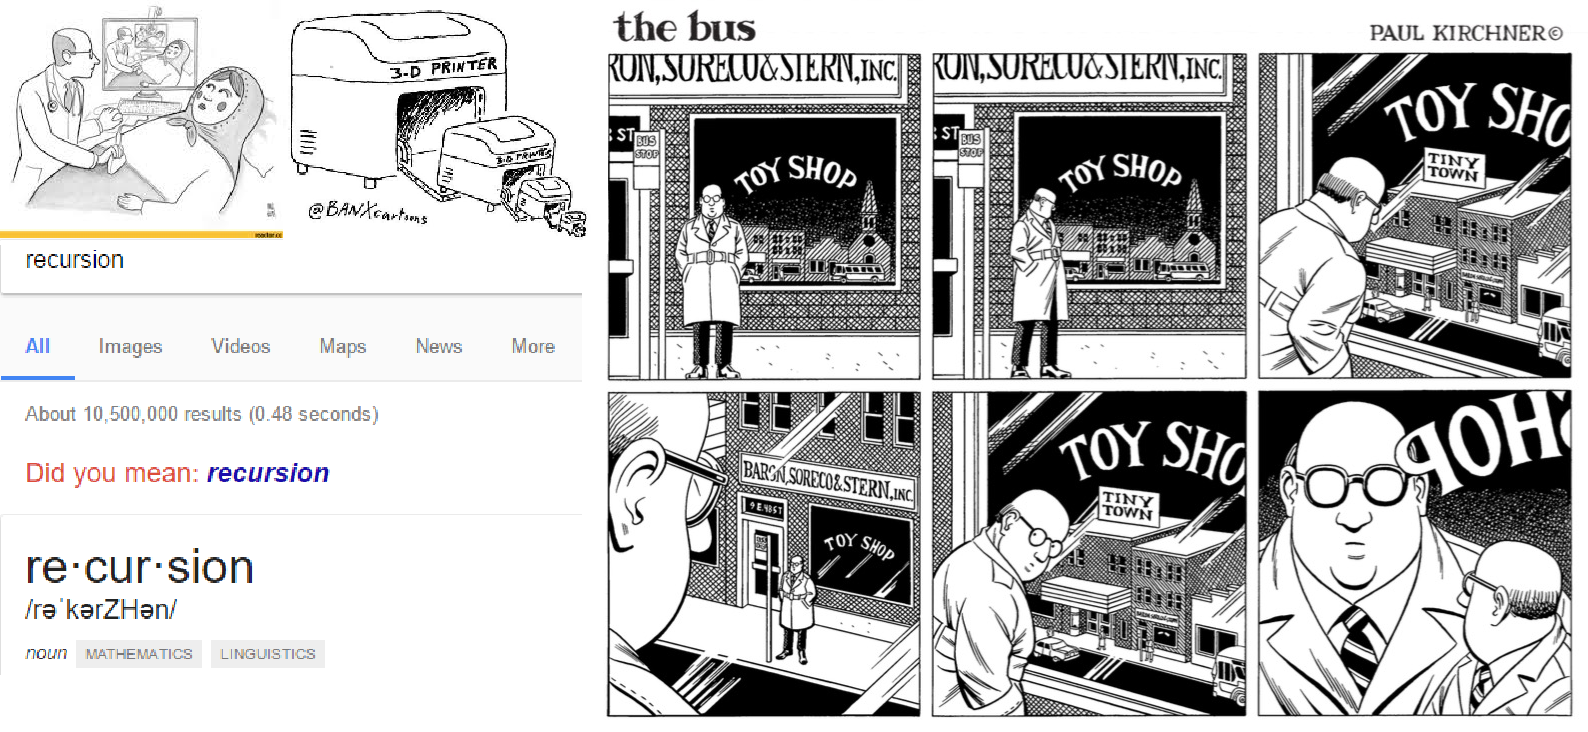 3-D PRINTER
3-D PRINTER
@BANXcartoons
recursion
All Images Videos Maps News More
About 10,500,000 results (0.48 seconds)
Did you mean: recursion
re·cur·sion
/rəˈkərZHən/
noun MATHEMATICS LINGUISTICS
the bus
PAUL KIRCHNER©
RON, SORECO & STERN, INC.
ST
BUS
STOP
TOY SHOP
RON, SORECO & STERN, INC.
ST
BUS
STOP
TOY SHOP
TOY SHO
TINY
TOWN
BARON, SORECO & STERN, INC.
9 E. 48 ST
TOY SHOP
TOY SHO
TINY
TOWN
SHOP